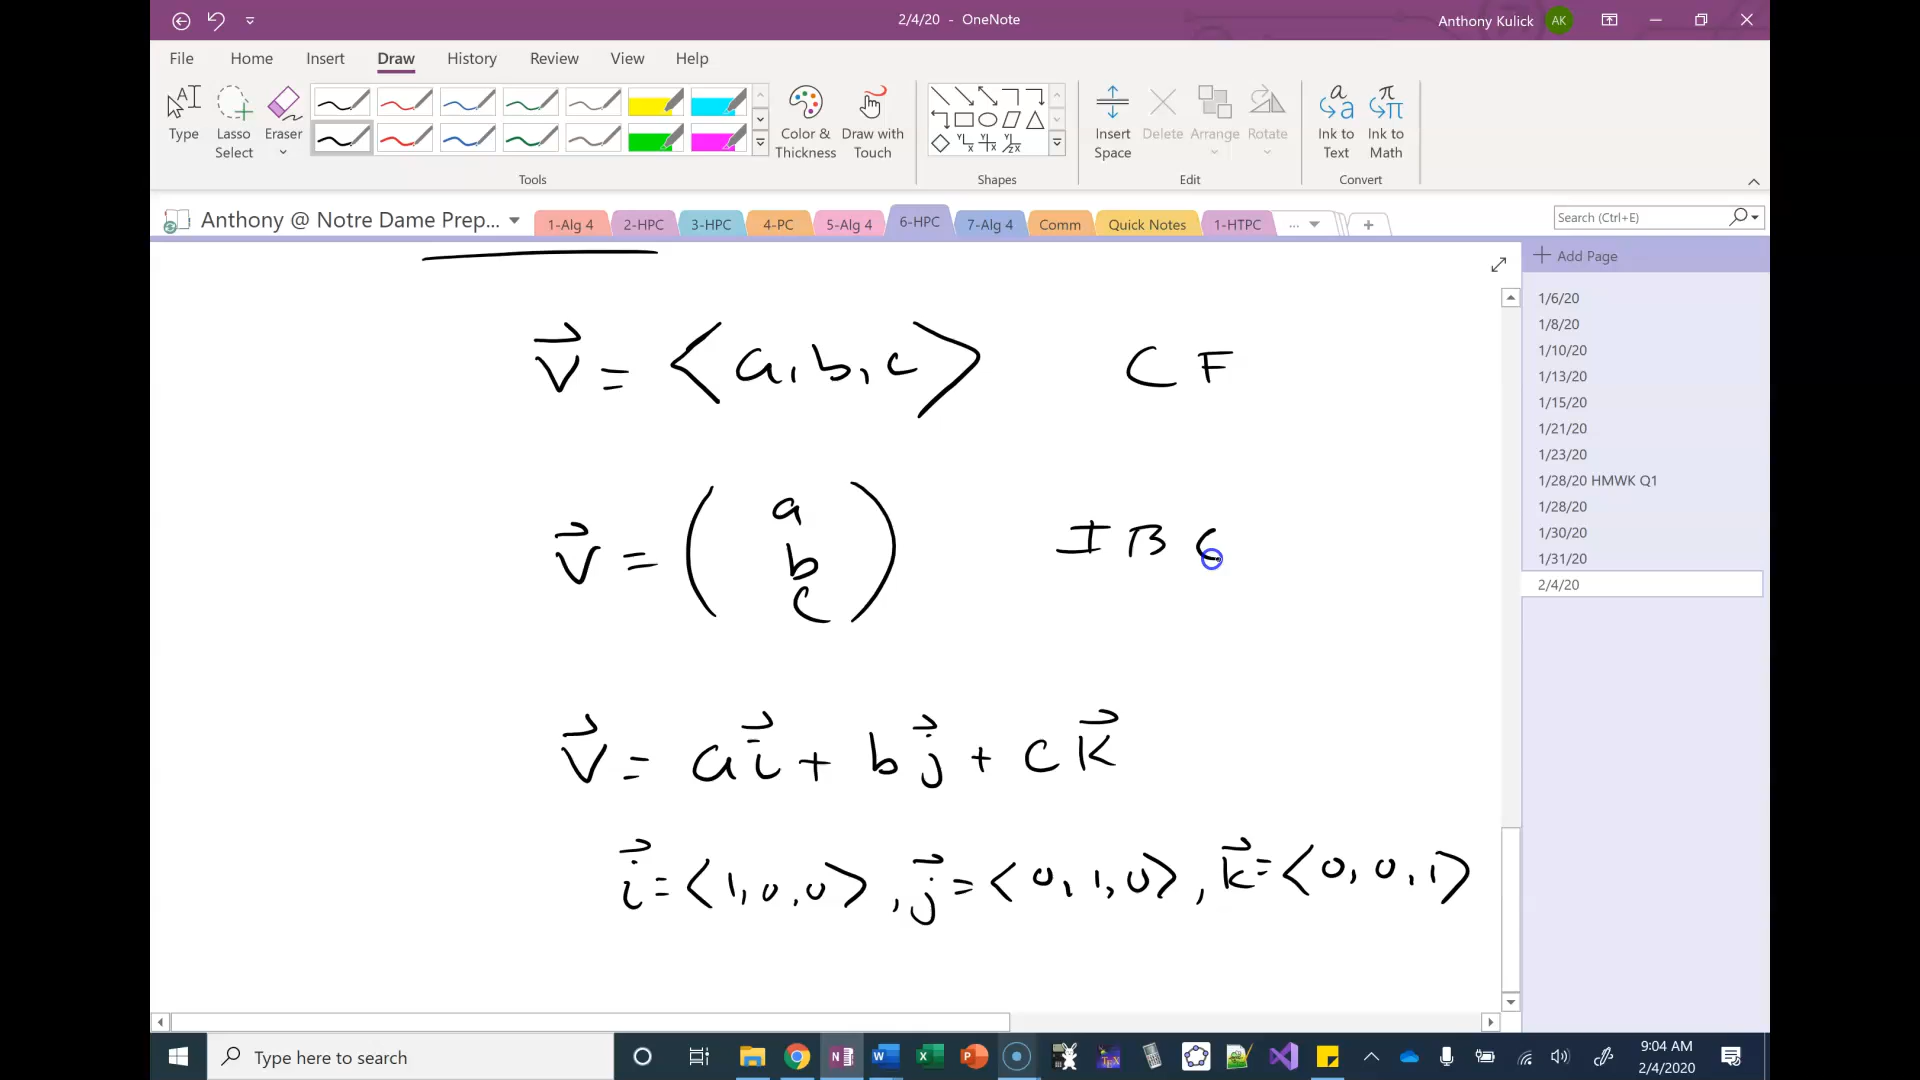 2/4/20 - OneNote
Anthony Kulick AK
File Home Insert Draw History Review View Help
Type
Lasso Select
Eraser
Color & Thickness
Draw with Touch
Insert Space
Delete
Arrange
Rotate
Ink to Text
Ink to Math
Tools Shapes Edit Convert
Anthony @ Notre Dame Prep...
1-Alg 4 2-HPC 3-HPC 4-PC 5-Alg 4 6-HPC 7-Alg 4 Comm Quick Notes 1-HTPC ...
Search (Ctrl+E)
Add Page
1/6/20
1/8/20
1/10/20
1/13/20
1/15/20
1/21/20
1/23/20
1/28/20 HMWK Q1
1/28/20
1/30/20
1/31/20
2/4/20
v⃗ = <a, b, c> CF
v⃗ = (a
b
c) IB
v⃗ = a i⃗ + b j⃗ + c k⃗
i⃗ = <1, 0, 0>, j⃗ = <0, 1, 0>, k⃗ = <0, 0, 1>
Type here to search
9:04 AM
2/4/2020